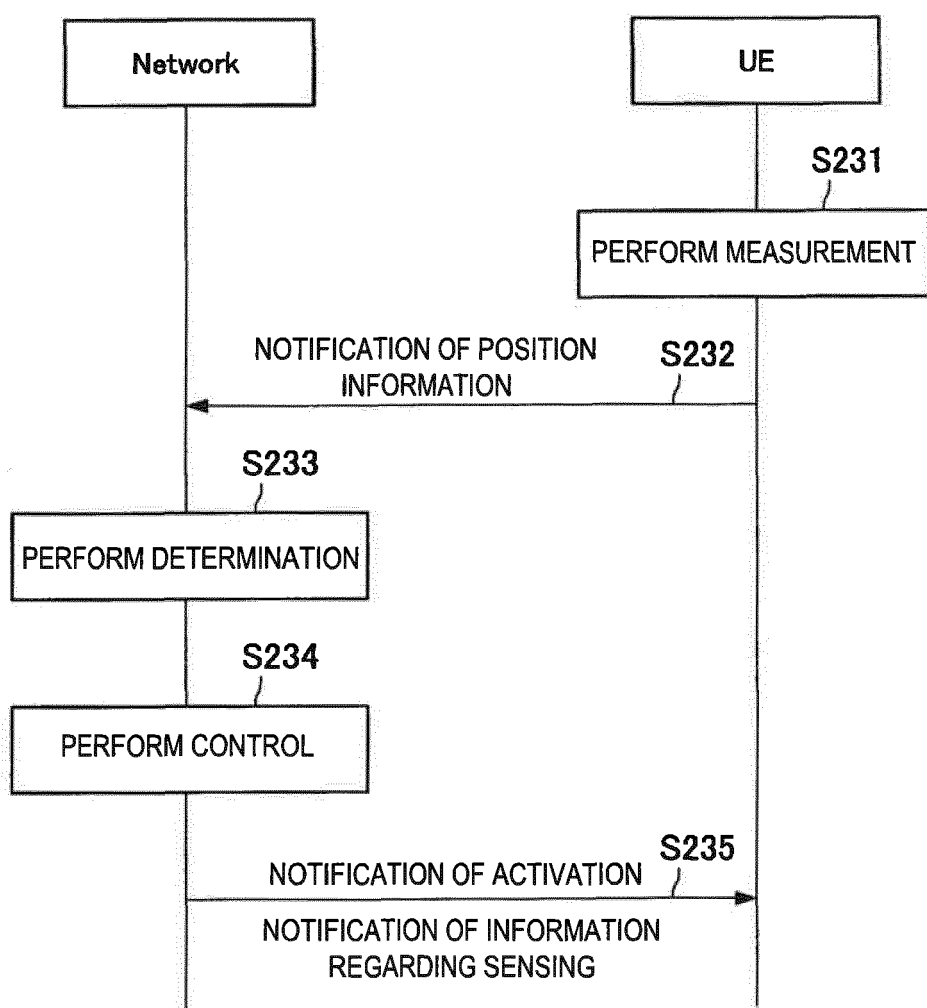 Network
UE
S231
PERFORM MEASUREMENT
NOTIFICATION OF POSITION
INFORMATION
S232
S233
PERFORM DETERMINATION
S234
PERFORM CONTROL
S235
NOTIFICATION OF ACTIVATION
NOTIFICATION OF INFORMATION
REGARDING SENSING